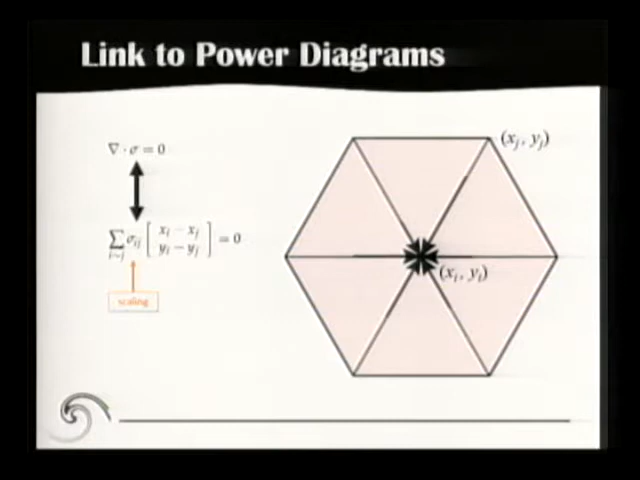 Link to Power Diagrams
∇ · σ = 0
∑ i~j σij [ xi − xj yi − yj ] = 0
scaling
(xj, yj)
(xi, yi)